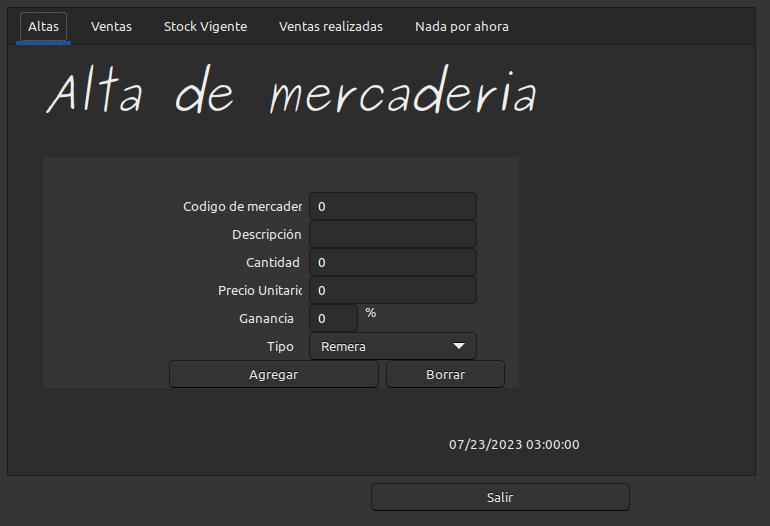 Altas Ventas Stock Vigente Ventas realizadas Nada por ahora
Alta de mercaderia
Codigo de mercader 0
Descripción
Cantidad 0
Precio Unitario 0
Ganancia 0 %
Tipo Remera
Agregar Borrar
07/23/2023 03:00:00
Salir